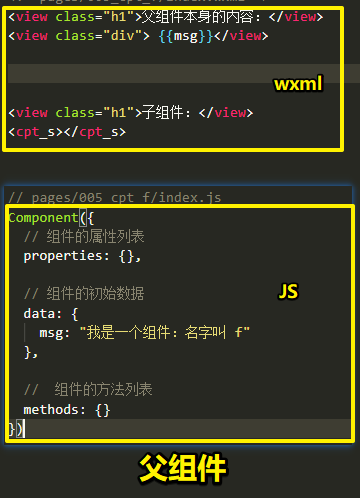 <view class="h1">父组件本身的内容：</view>
<view class="div"> {{msg}}</view>
wxml
<view class="h1">子组件：</view>
<cpt_s></cpt_s>
// pages/005 cpt f/index.js
Component({
// 组件的属性列表
properties: {},
// 组件的初始数据
JS
data: {
msg: "我是一个组件：名字叫 f"
},
//  组件的方法列表
methods: {}
})
父组件